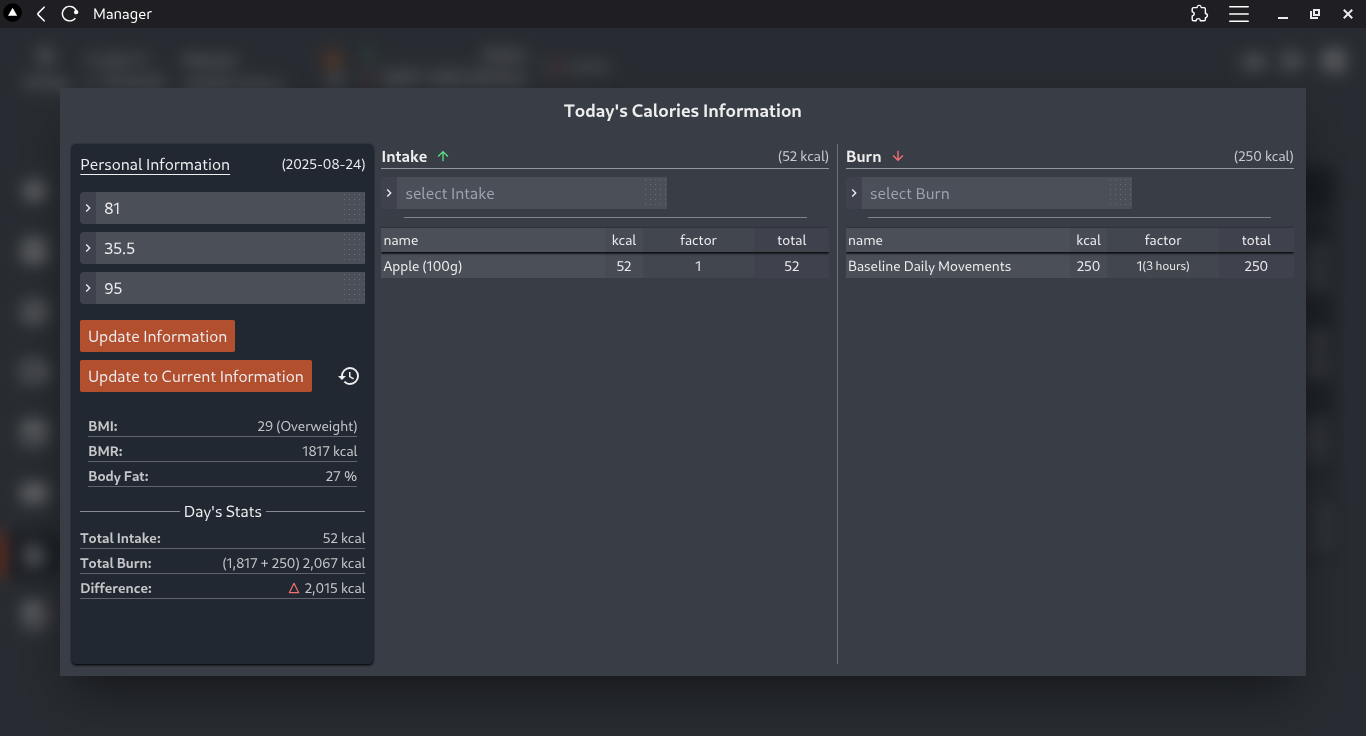 Manager
Today's Calories Information
Personal Information (2025-08-24)
81
35.5
95
Update Information
Update to Current Information
BMI: 29 (Overweight)
BMR: 1817 kcal
Body Fat: 27 %
Day's Stats
Total Intake: 52 kcal
Total Burn: (1,817 + 250) 2,067 kcal
Difference: △ 2,015 kcal
Intake ↑ (52 kcal)
select Intake
name kcal factor total
Apple (100g) 52 1 52
Burn ↓ (250 kcal)
select Burn
name kcal factor total
Baseline Daily Movements 250 1(3 hours) 250